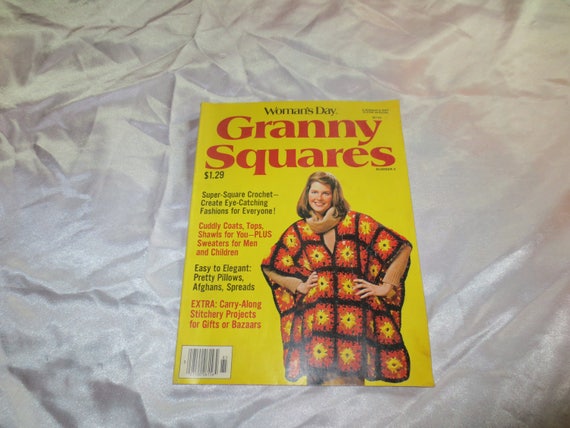 Woman's Day
Granny
Squares
$1.29
NUMBER
Super-Square Crochet—
Create Eye-Catching
Fashions for Everyone!
Cuddly Coats, Tops,
Shawls for You—PLUS
Sweaters for Men
and Children
Easy to Elegant:
Pretty Pillows,
Afghans, Spreads
EXTRA: Carry-Along
Stitchery Projects
for Gifts or Bazaars